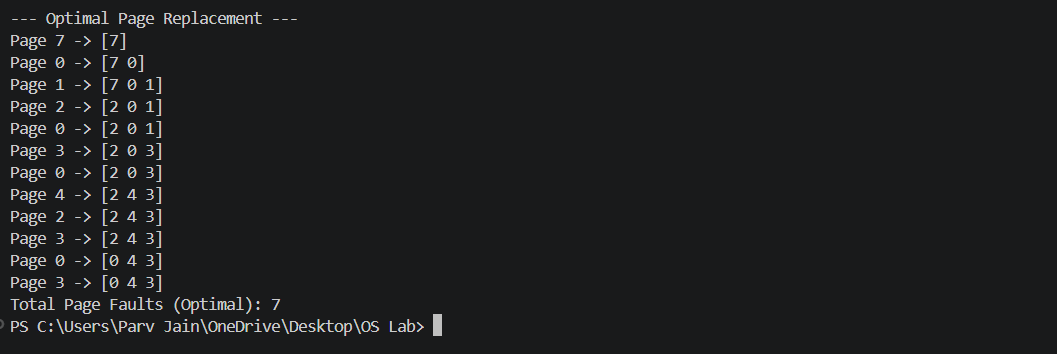 --- Optimal Page Replacement ---
Page 7 -> [7]
Page 0 -> [7 0]
Page 1 -> [7 0 1]
Page 2 -> [2 0 1]
Page 0 -> [2 0 1]
Page 3 -> [2 0 3]
Page 0 -> [2 0 3]
Page 4 -> [2 4 3]
Page 2 -> [2 4 3]
Page 3 -> [2 4 3]
Page 0 -> [0 4 3]
Page 3 -> [0 4 3]
Total Page Faults (Optimal): 7
PS C:\Users\Parv Jain\OneDrive\Desktop\OS Lab>